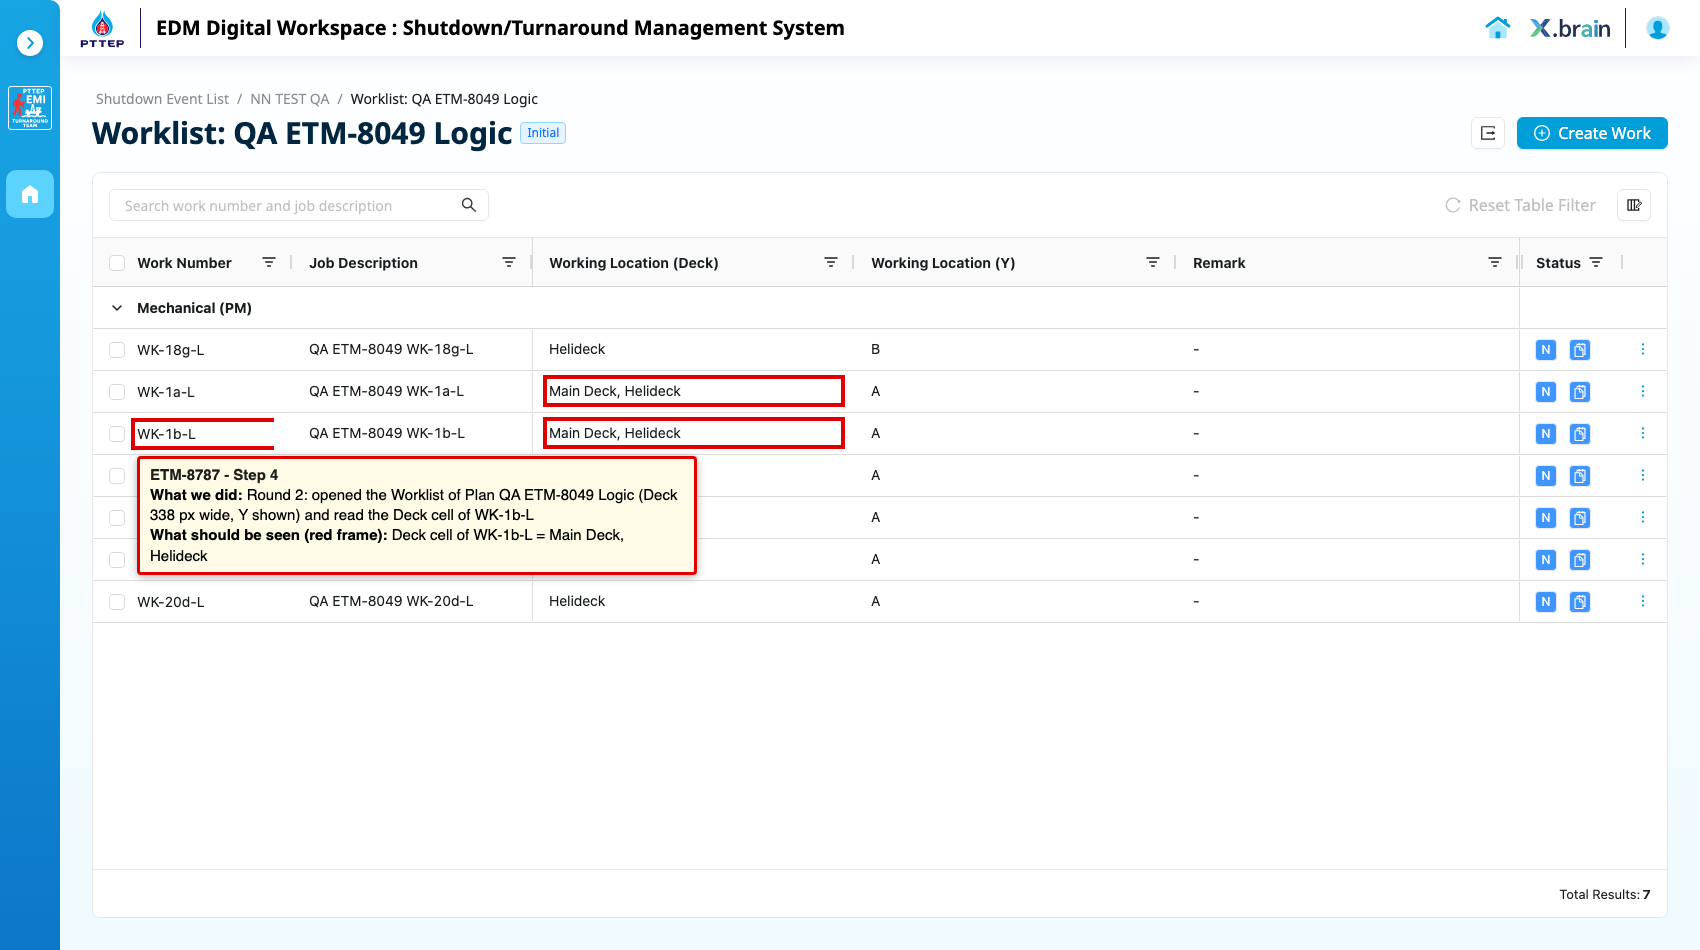 PTTEP
EDM Digital Workspace : Shutdown/Turnaround Management System
X.brain
PTTEP
EMI
TURNAROUND
TEAM
Shutdown Event List / NN TEST QA / Worklist: QA ETM-8049 Logic
Worklist: QA ETM-8049 Logic Initial
Create Work
Search work number and job description
Reset Table Filter
Work Number Job Description Working Location (Deck) Working Location (Y) Remark Status
Mechanical (PM)
WK-18g-L QA ETM-8049 WK-18g-L Helideck B - N
WK-1a-L QA ETM-8049 WK-1a-L Main Deck, Helideck A - N
WK-1b-L QA ETM-8049 WK-1b-L Main Deck, Helideck A - N
A - N
A - N
A - N
ETM-8787 - Step 4
What we did: Round 2: opened the Worklist of Plan QA ETM-8049 Logic (Deck
338 px wide, Y shown) and read the Deck cell of WK-1b-L
What should be seen (red frame): Deck cell of WK-1b-L = Main Deck,
Helideck
WK-20d-L QA ETM-8049 WK-20d-L Helideck A - N
Total Results: 7